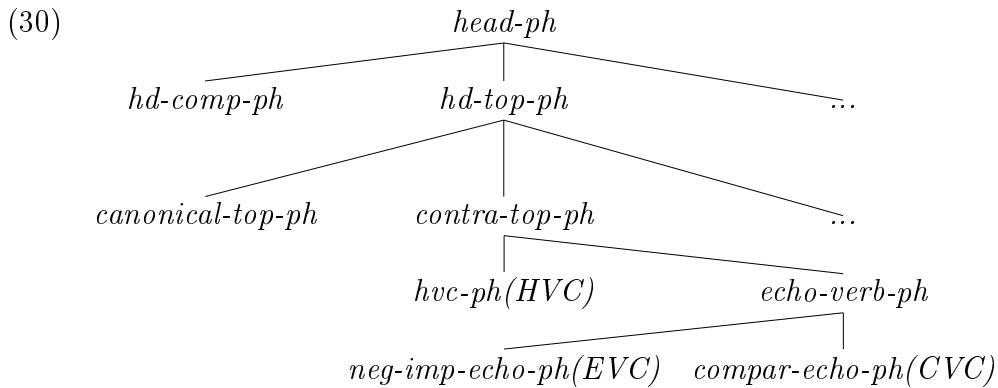 (30) head-ph
hd-comp-ph hd-top-ph ...
canonical-top-ph contra-top-ph ...
hvc-ph(HVC) echo-verb-ph
neg-imp-echo-ph(EVC) compar-echo-ph(CVC)